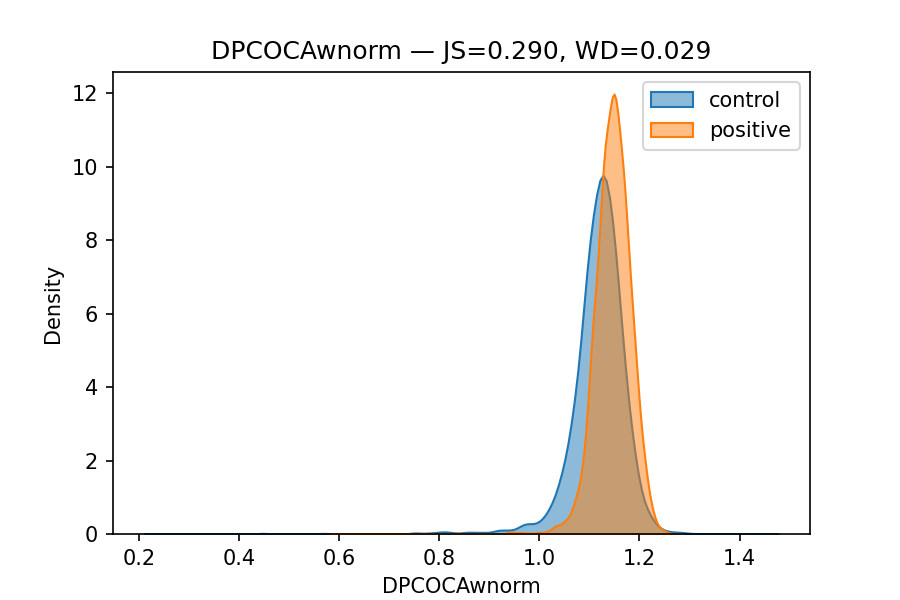 DPCOCAwnorm — JS=0.290, WD=0.029
control
positive
Density
12
10
8
6
4
2
0
0.2 0.4 0.6 0.8 1.0 1.2 1.4
DPCOCAwnorm